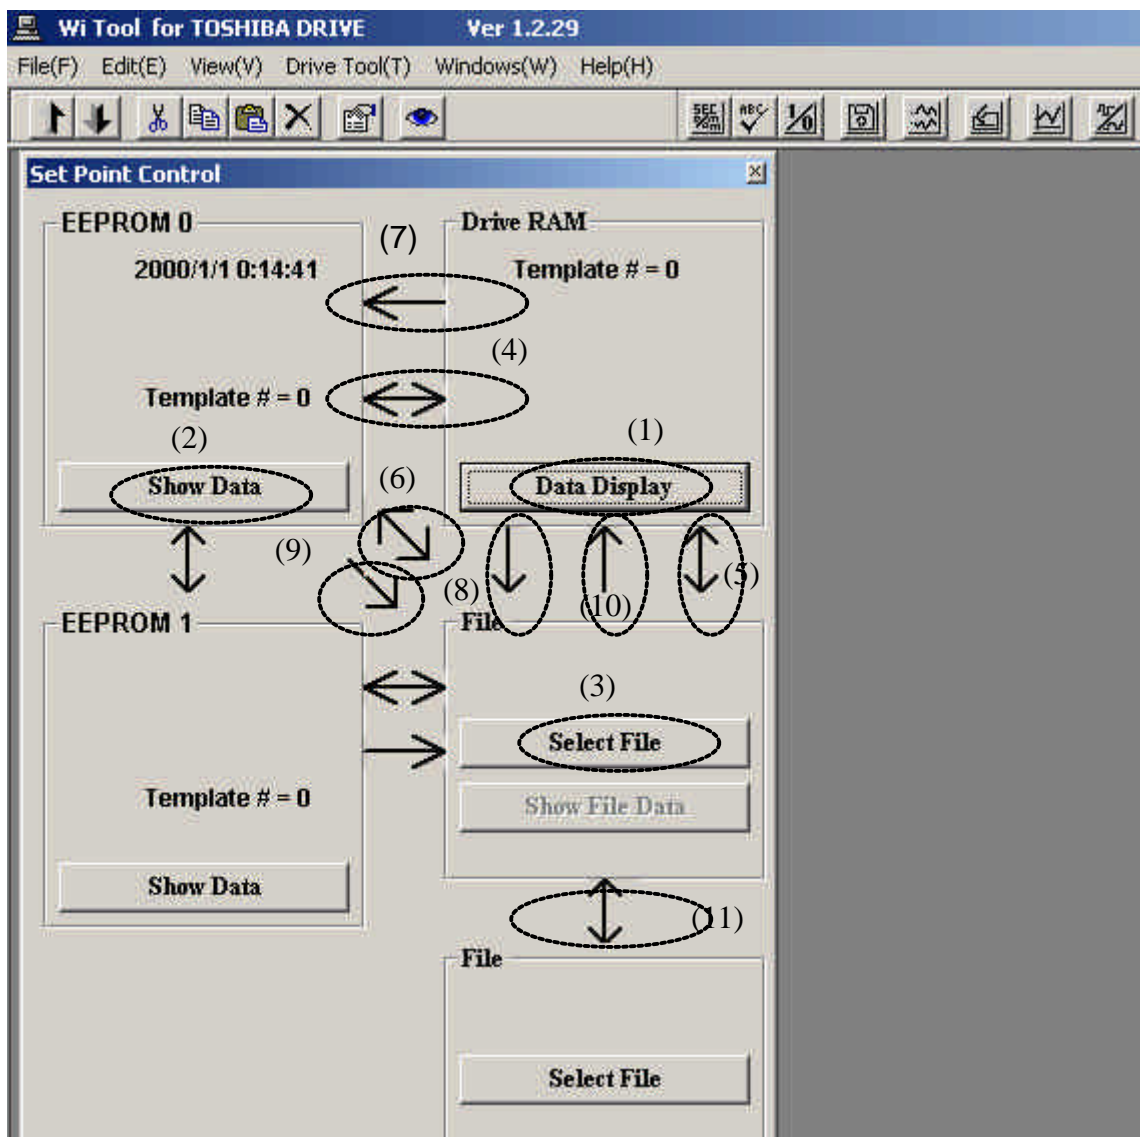 Wi Tool for TOSHIBA DRIVE Ver 1.2.29
File(F) Edit(E) View(V) Drive Tool(T) Windows(W) Help(H)
Set Point Control
EEPROM 0
Drive RAM
(7)
2000/1/1 0:14:41
Template # = 0
(4)
Template # = 0
(2)
(1)
Show Data
(6)
Data Display
(9)
(8)
(10)
(5)
EEPROM 1
File
(3)
Select File
Template # = 0
Show File Data
Show Data
(11)
File
Select File